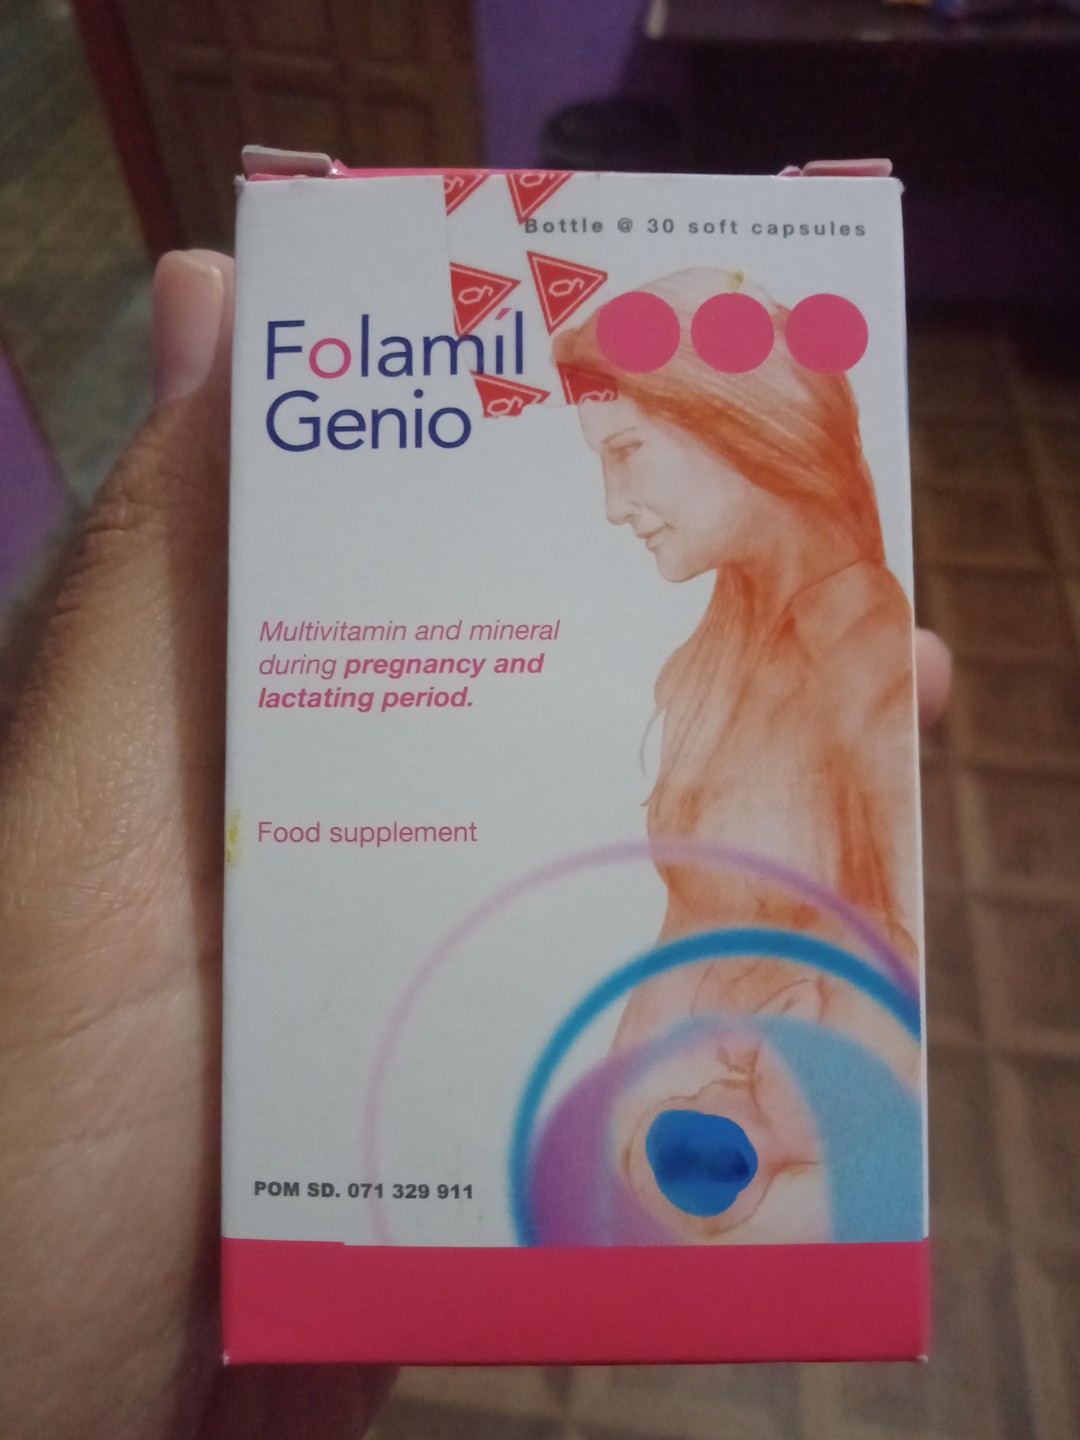 Bottle @ 30 soft capsules
Folamíl
Genio
Multivitamin and mineral
during pregnancy and
lactating period.
Food supplement
POM SD. 071 329 911